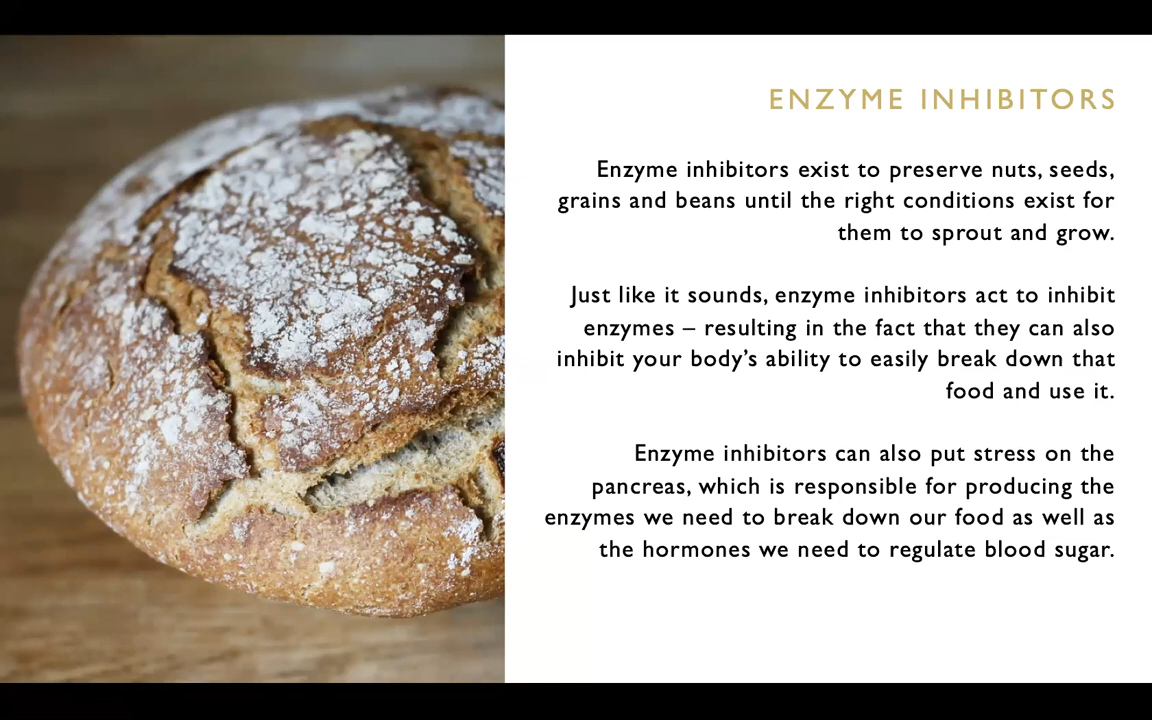 ENZYME INHIBITORS
Enzyme inhibitors exist to preserve nuts, seeds,
grains and beans until the right conditions exist for
them to sprout and grow.
Just like it sounds, enzyme inhibitors act to inhibit
enzymes – resulting in the fact that they can also
inhibit your body’s ability to easily break down that
food and use it.
Enzyme inhibitors can also put stress on the
pancreas, which is responsible for producing the
enzymes we need to break down our food as well as
the hormones we need to regulate blood sugar.